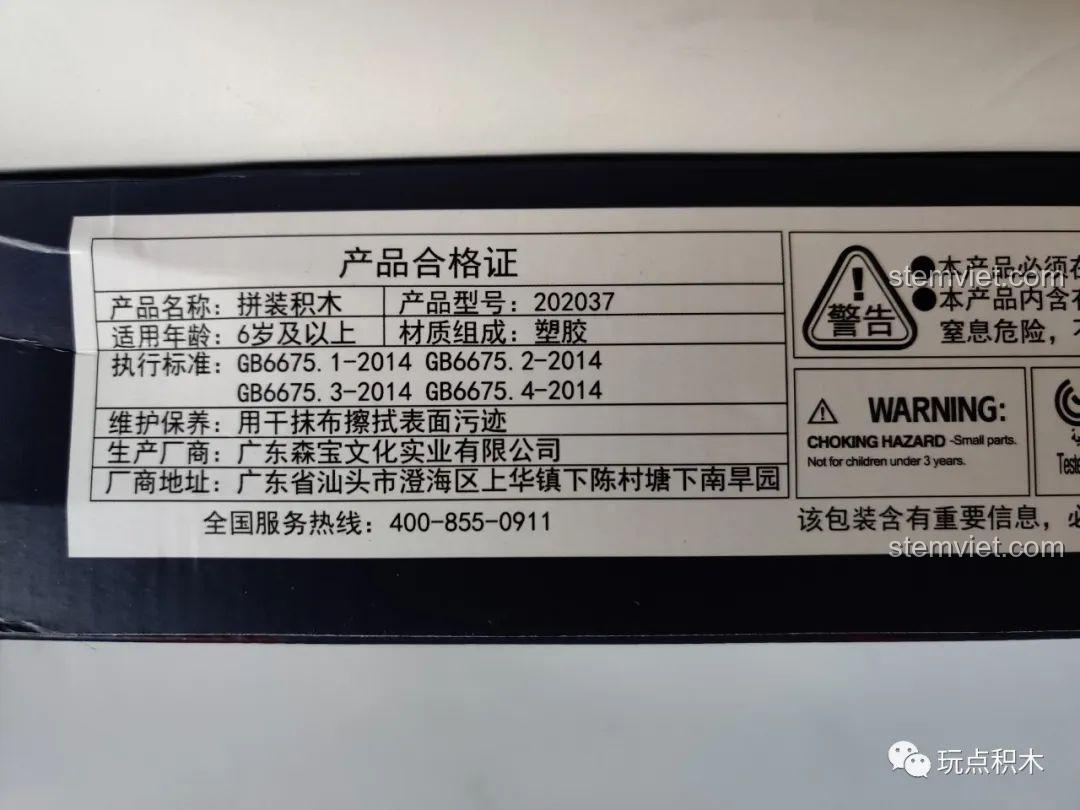 产品合格证
产品名称：拼装积木 产品型号：202037
适用年龄：6岁及以上 材质组成：塑胶
执行标准：GB6675.1-2014 GB6675.2-2014
GB6675.3-2014 GB6675.4-2014
维护保养：用干抹布擦拭表面污迹
生产厂商：广东森宝文化实业有限公司
厂商地址：广东省汕头市澄海区上华镇下陈村塘下南旱园
全国服务热线：400-855-0911
警告
●本产品必须在
stemviet.com
●本产品内含有
窒息危险，
WARNING:
CHOKING HAZARD -Small parts.
Not for children under 3 years.
该包装含有重要信息，
stemviet.com
玩点积木